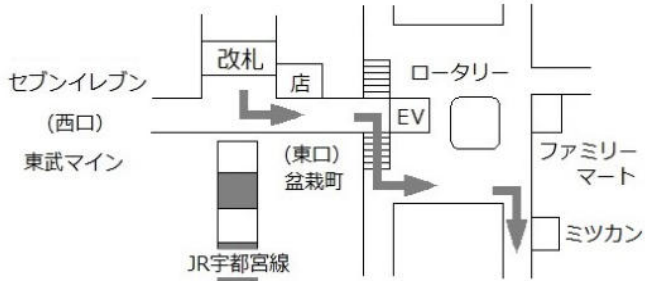 改札
店
ロータリー
セブンイレブン
(西口)
東武マイン
EV
(東口)
盆栽町
ファミリー
マート
ミツカン
JR宇都宮線